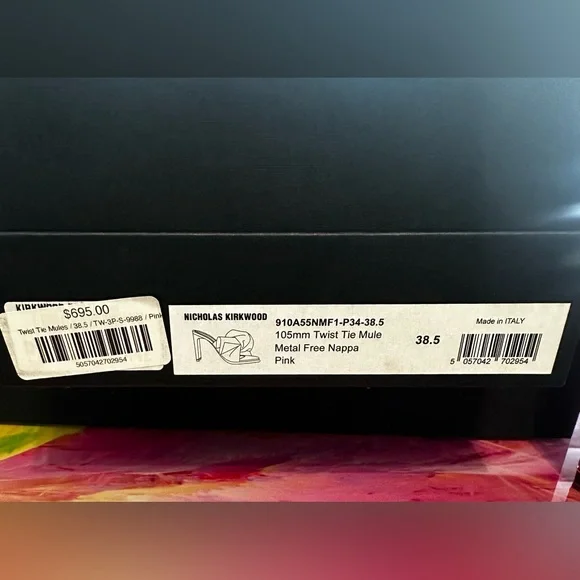 KIRKWOOD
$695.00
Twist Tie Mules / 38.5 / TW-3P-S-9988 / Pink
5057042702954
NICHOLAS KIRKWOOD
910A55NMF1-P34-38.5
105mm Twist Tie Mule
Metal Free Nappa
Pink
38.5
Made in ITALY
5 057042 702954